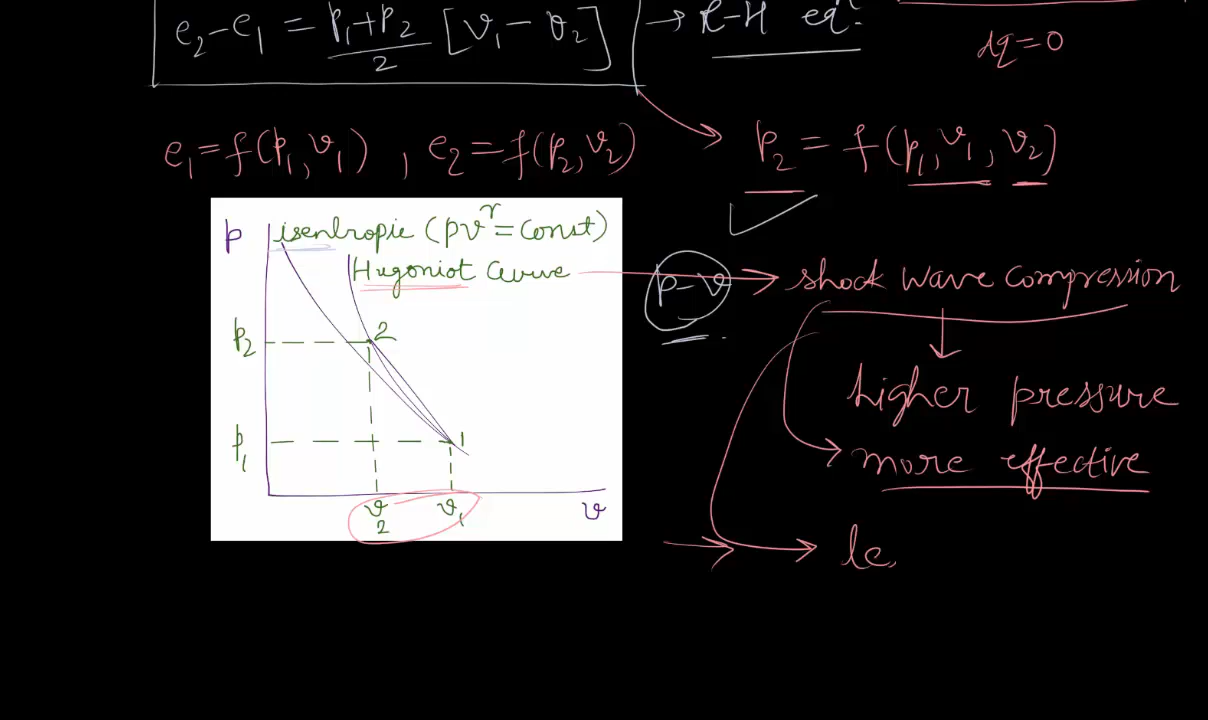 e₂-e₁ = p₁+p₂/2 [v₁ - v₂] → R-H eqⁿ.
dq=0
e₁=f(p₁,v₁) , e₂=f(p₂,v₂)
p₂ = f(p₁,v₁,v₂)
p isentropic (pv^γ=const)
Hugoniot Curve
p-v
shock wave compression
higher pressure
more effective
p₂ 2
p₁ 1
v₂ v₁ v
le